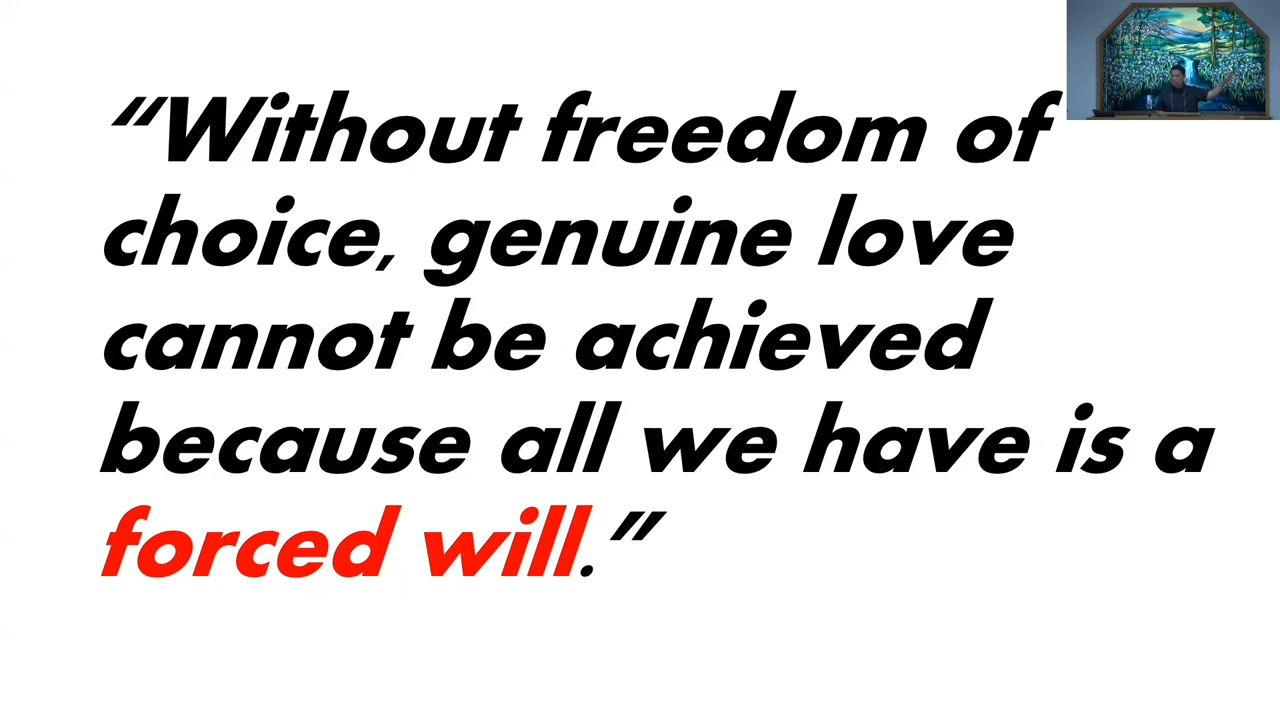 “Without freedom of
choice, genuine love
cannot be achieved
because all we have is a
forced will.”